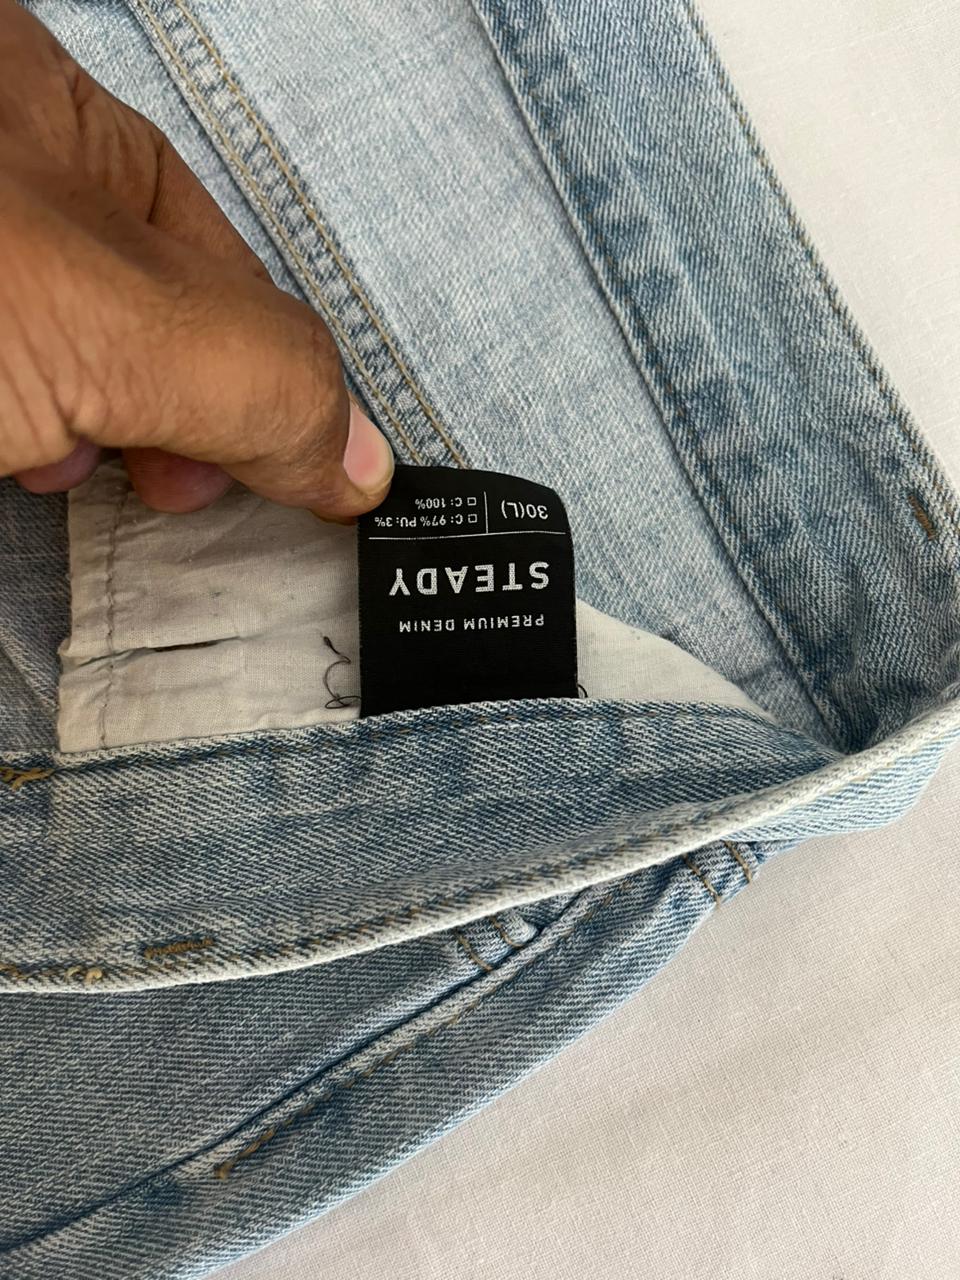 PREMIUM DENIM
STEADY
30(L)
□ C: 97% PU:3%
□ C: 100%